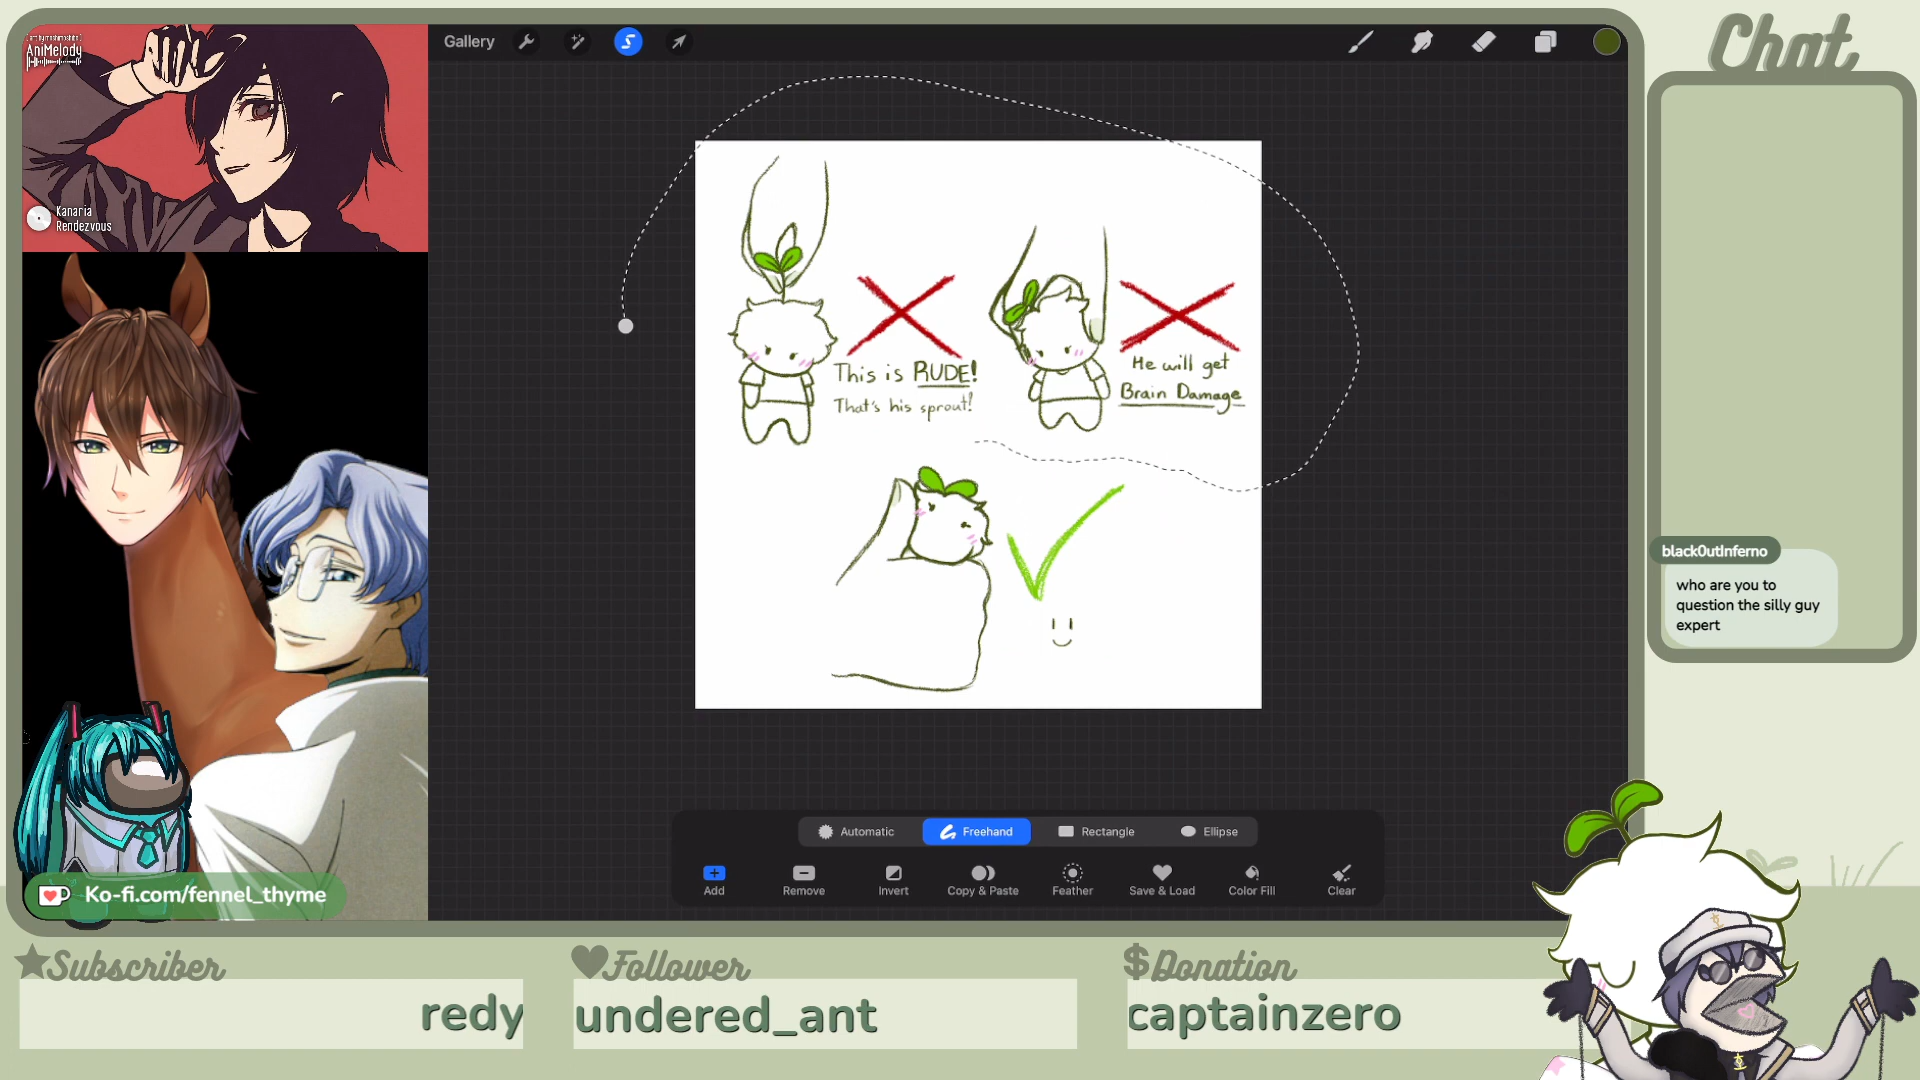 AniMelody
Kanaria
Rendezvous
Gallery
Chat
This is RUDE!
That's his sprout!
He will get
Brain Damage
black0utInferno
who are you to
question the silly guy
expert
Automatic
Freehand
Rectangle
Ellipse
Add
Remove
Invert
Copy & Paste
Feather
Save & Load
Color Fill
Clear
Ko-fi.com/fennel_thyme
Subscriber
Follower
$Donation
redy
undered_ant
captainzero